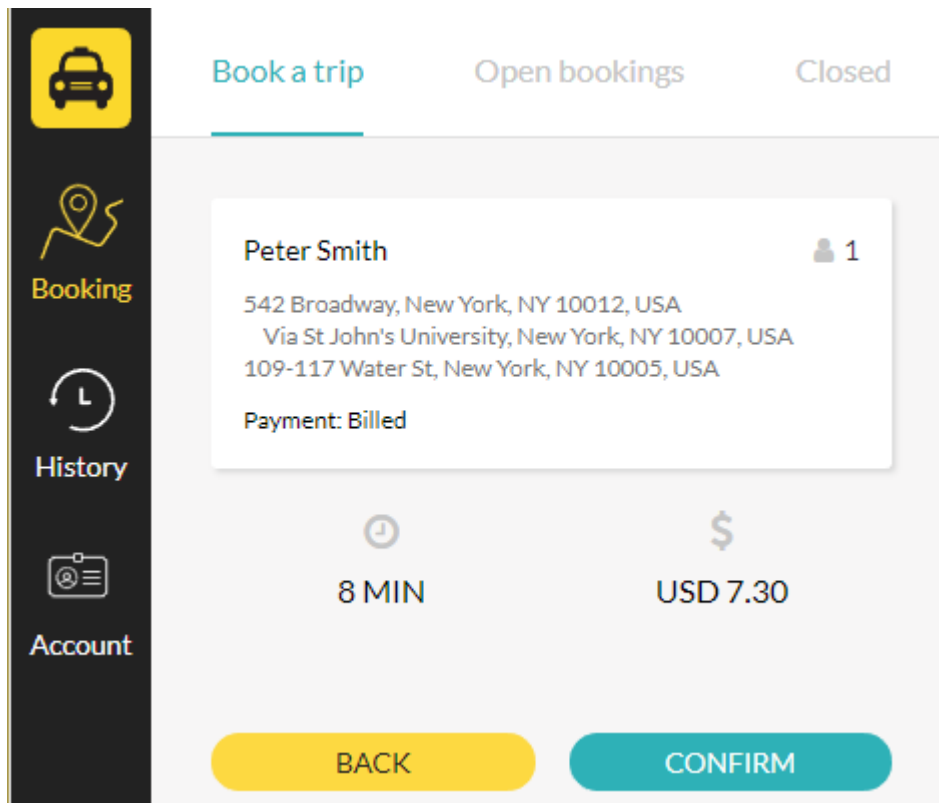 Book a trip
Open bookings
Closed
Booking
History
Account
Peter Smith
1
542 Broadway, New York, NY 10012, USA
Via St John's University, New York, NY 10007, USA
109-117 Water St, New York, NY 10005, USA
Payment: Billed
8 MIN
USD 7.30
BACK
CONFIRM